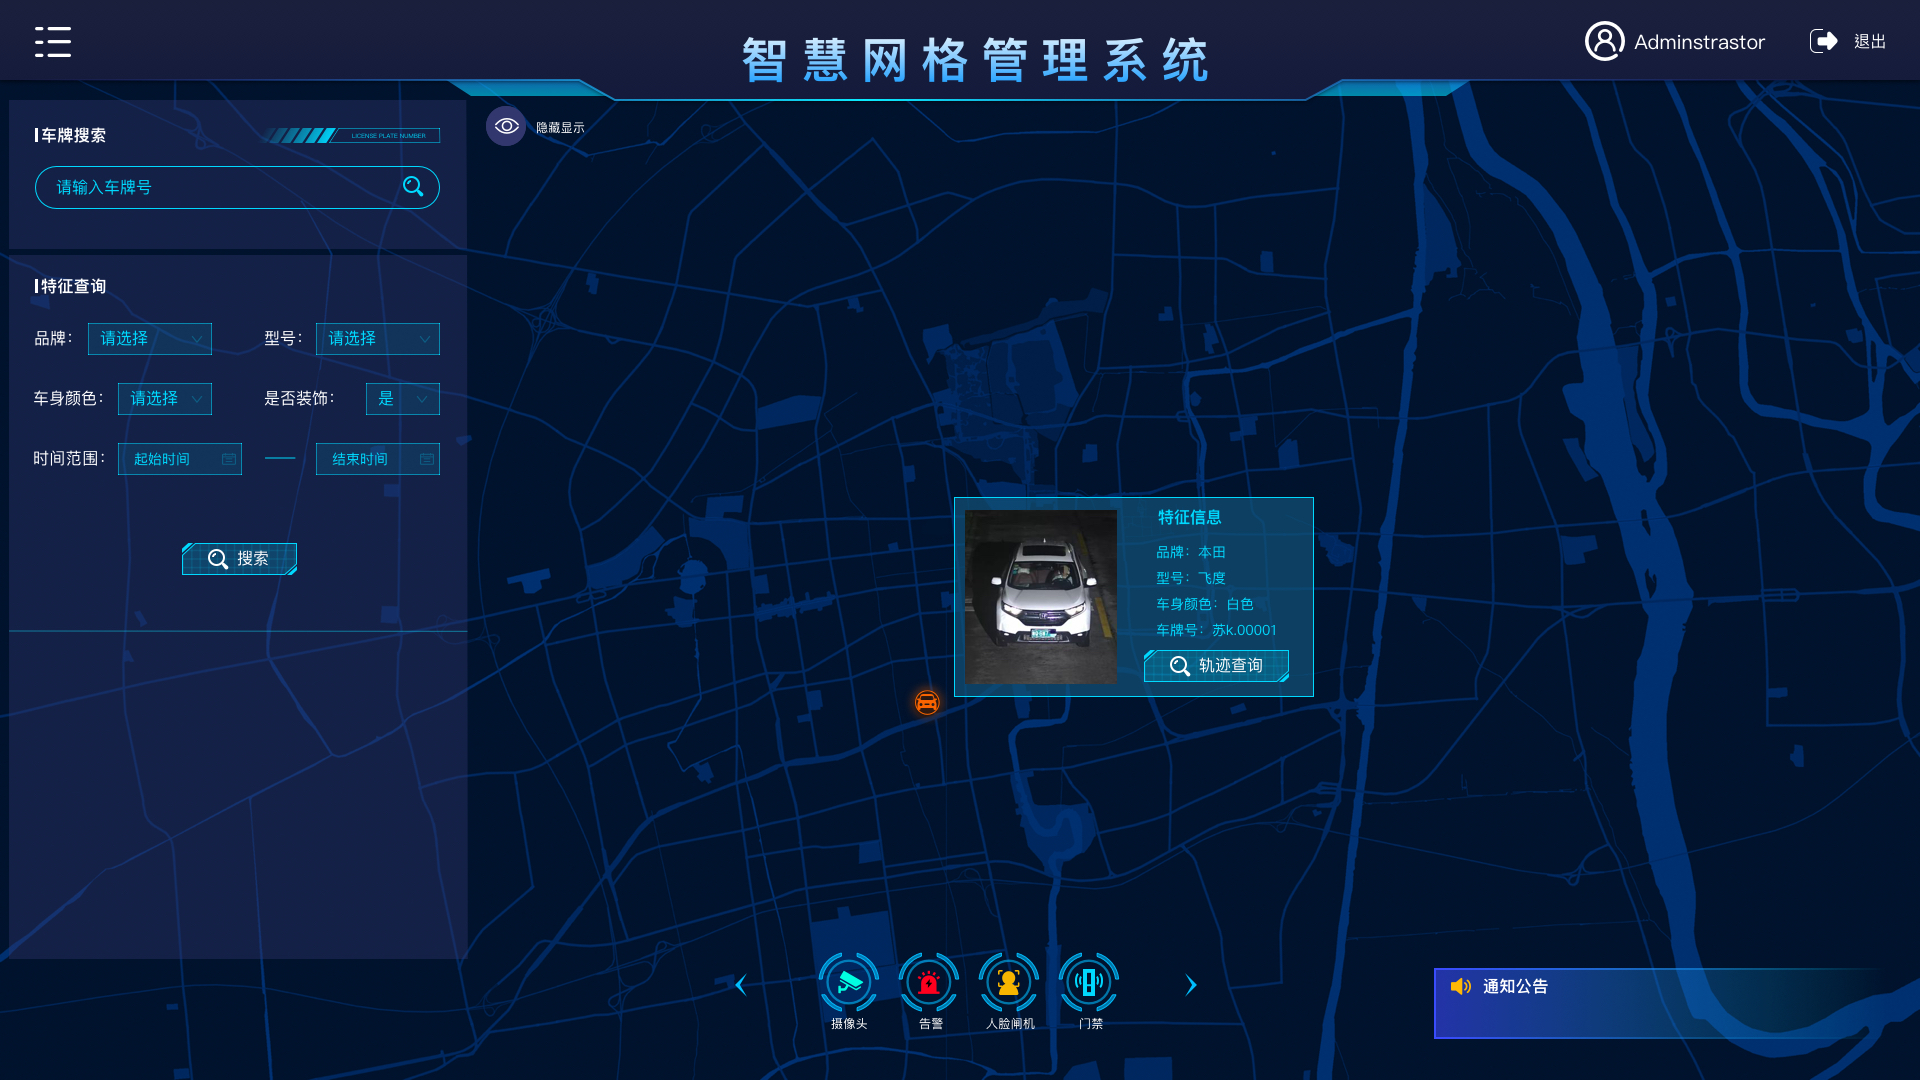 智慧网格管理系统
Adminstrastor
退出
车牌搜索
LICENSE PLATE NUMBER
隐藏显示
请输入车牌号
特征查询
品牌： 请选择 型号： 请选择
车身颜色： 请选择 是否装饰： 是
时间范围： 起始时间 结束时间
搜索
特征信息
品牌：本田
型号：飞度
车身颜色：白色
车牌号：苏k.00001
轨迹查询
摄像头 告警 人脸闸机 门禁
通知公告